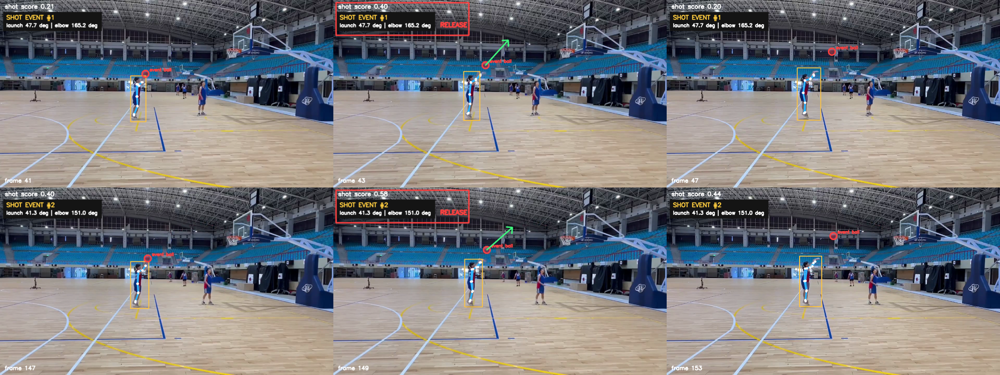 shot score 0.21
SHOT EVENT #1
launch 47.7 deg | elbow 165.2 deg
event ball
frame 41
shot score 0.40
SHOT EVENT #1
launch 47.7 deg | elbow 165.2 deg
RELEASE
event ball
frame 43
shot score 0.20
SHOT EVENT #1
launch 47.7 deg | elbow 165.2 deg
event ball
frame 47
shot score 0.40
SHOT EVENT #2
launch 41.3 deg | elbow 151.0 deg
event ball
frame 147
shot score 0.58
SHOT EVENT #2
launch 41.3 deg | elbow 151.0 deg
RELEASE
event ball
frame 149
shot score 0.44
SHOT EVENT #2
launch 41.3 deg | elbow 151.0 deg
event ball
frame 153